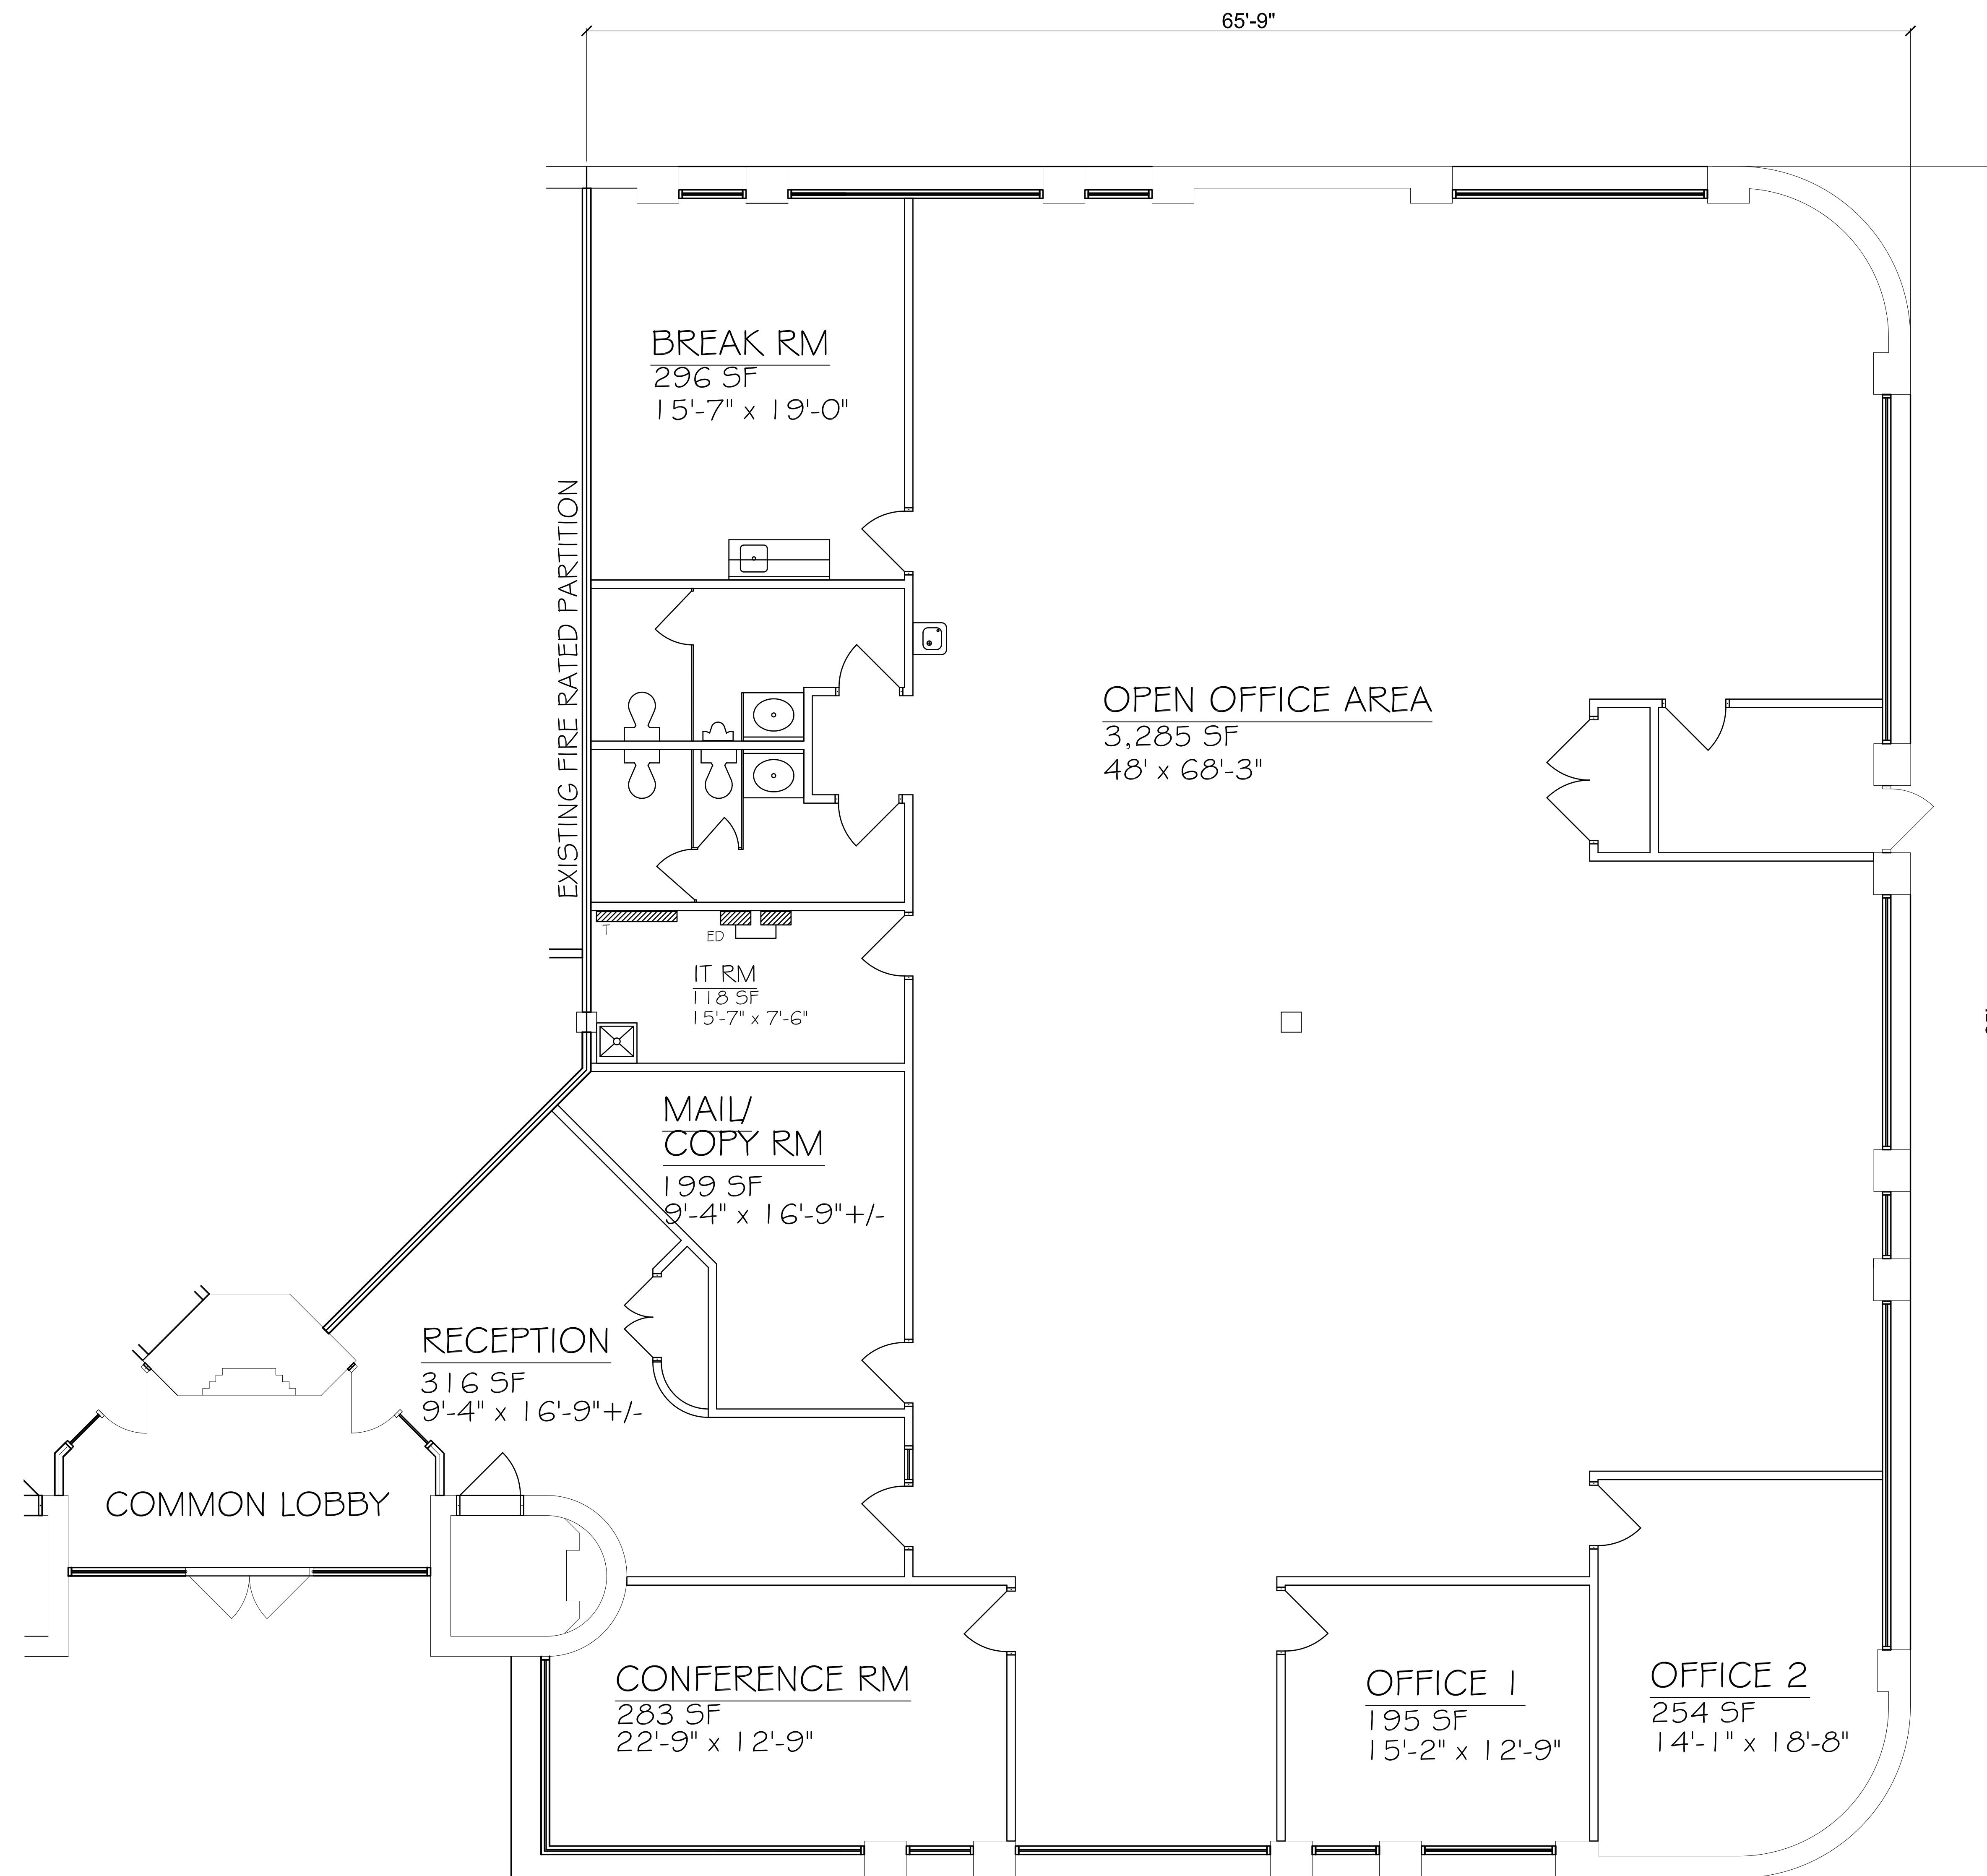 65'-9"
BREAK RM
296 SF
15'-7" x 19'-0"
EXISTING FIRE RATED PARTITION
OPEN OFFICE AREA
3,285 SF
48' x 68'-3"
T
ED
IT RM
118 SF
15'-7" x 7'-6"
MAIL/
COPY RM
199 SF
9'-4" x 16'-9"+/-
RECEPTION
316 SF
9'-4" x 16'-9"+/-
COMMON LOBBY
CONFERENCE RM
283 SF
22'-9" x 12'-9"
OFFICE 1
195 SF
15'-2" x 12'-9"
OFFICE 2
254 SF
14'-1" x 18'-8"